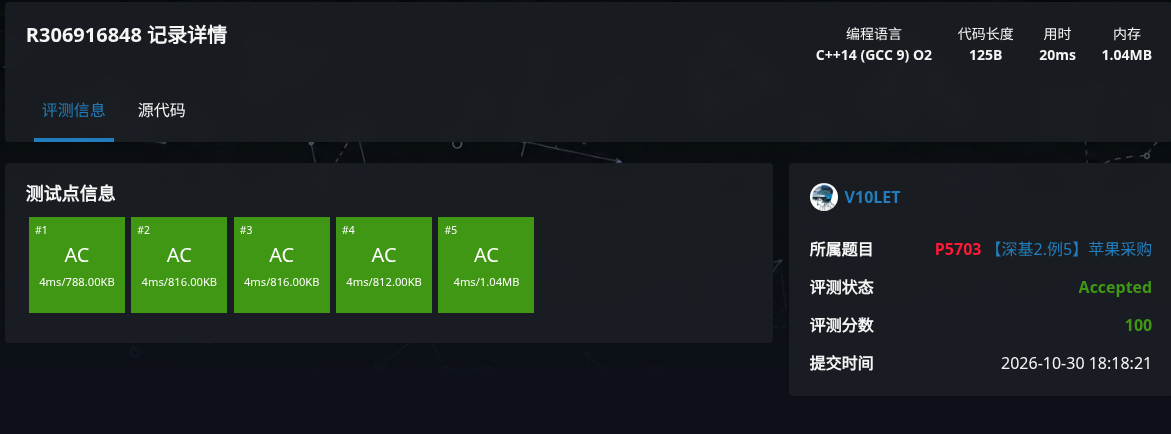 R306916848 记录详情
编程语言 代码长度 用时 内存
C++14 (GCC 9) O2 125B 20ms 1.04MB
评测信息 源代码
测试点信息
#1 #2 #3 #4 #5
AC AC AC AC AC
4ms/788.00KB 4ms/816.00KB 4ms/816.00KB 4ms/812.00KB 4ms/1.04MB
V10LET
所属题目 P5703 【深基2.例5】苹果采购
评测状态 Accepted
评测分数 100
提交时间 2026-10-30 18:18:21